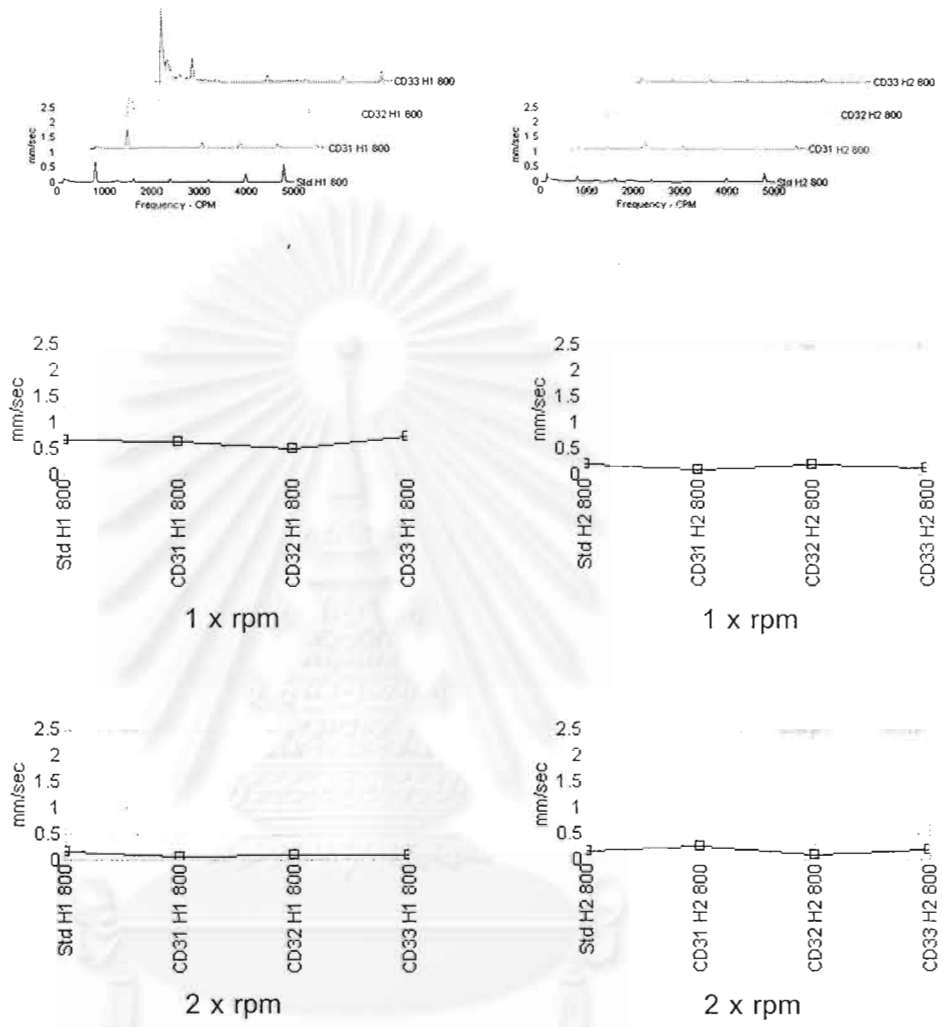 CD33 H1 800
2.5
2
1.5
1
0.5
0
mm/sec
CD32 H1 800
CD31 H1 800
Std H1 800
0 1000 2000 3000 4000 5000
Frequency - CPM
CD33 H2 800
2.5
2
1.5
1
0.5
0
mm/sec
CD32 H2 800
CD31 H2 800
Std H2 800
0 1000 2000 3000 4000 5000
Frequency - CPM
2.5
2
1.5
1
0.5
0
mm/sec
Std H1 800
CD31 H1 800
CD32 H1 800
CD33 H1 800
1 x rpm
2.5
2
1.5
1
0.5
0
mm/sec
Std H2 800
CD31 H2 800
CD32 H2 800
CD33 H2 800
1 x rpm
2.5
2
1.5
1
0.5
0
mm/sec
Std H1 800
CD31 H1 800
CD32 H1 800
CD33 H1 800
2 x rpm
2.5
2
1.5
1
0.5
0
mm/sec
Std H2 800
CD31 H2 800
CD32 H2 800
CD33 H2 800
2 x rpm